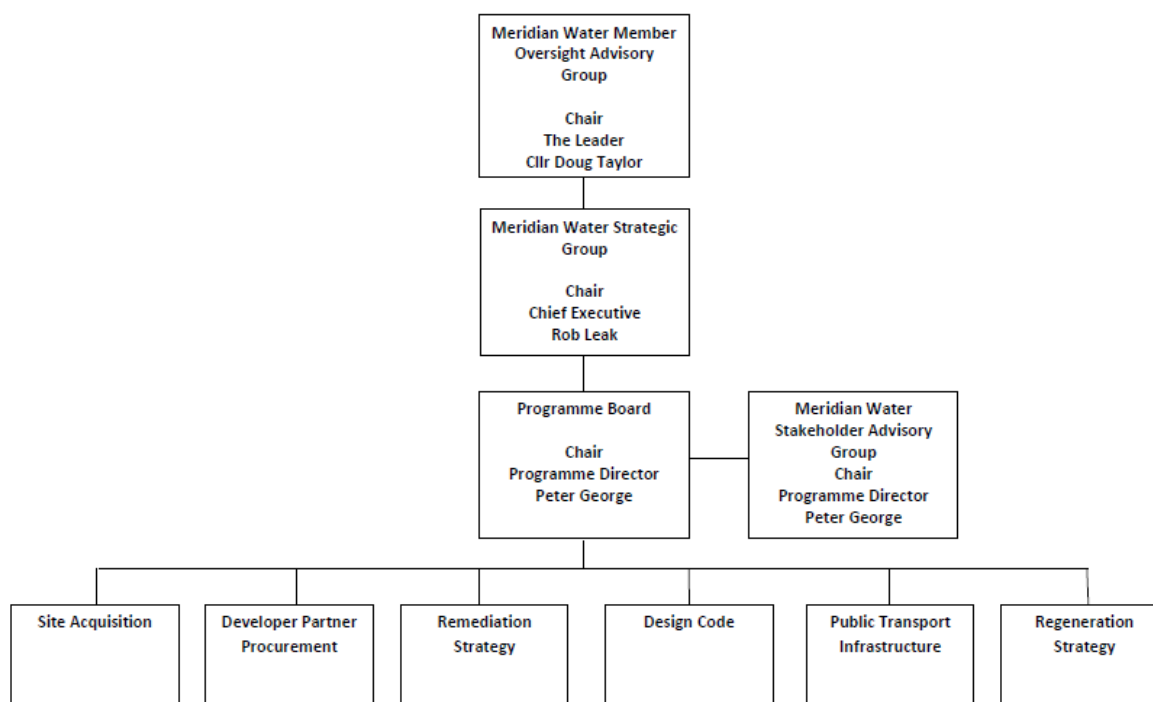 Meridian Water Member
Oversight Advisory
Group
Chair
The Leader
Cllr Doug Taylor
Meridian Water Strategic
Group
Chair
Chief Executive
Rob Leak
Programme Board
Chair
Programme Director
Peter George
Meridian Water
Stakeholder Advisory
Group
Chair
Programme Director
Peter George
Site Acquisition
Developer Partner
Procurement
Remediation
Strategy
Design Code
Public Transport
Infrastructure
Regeneration
Strategy